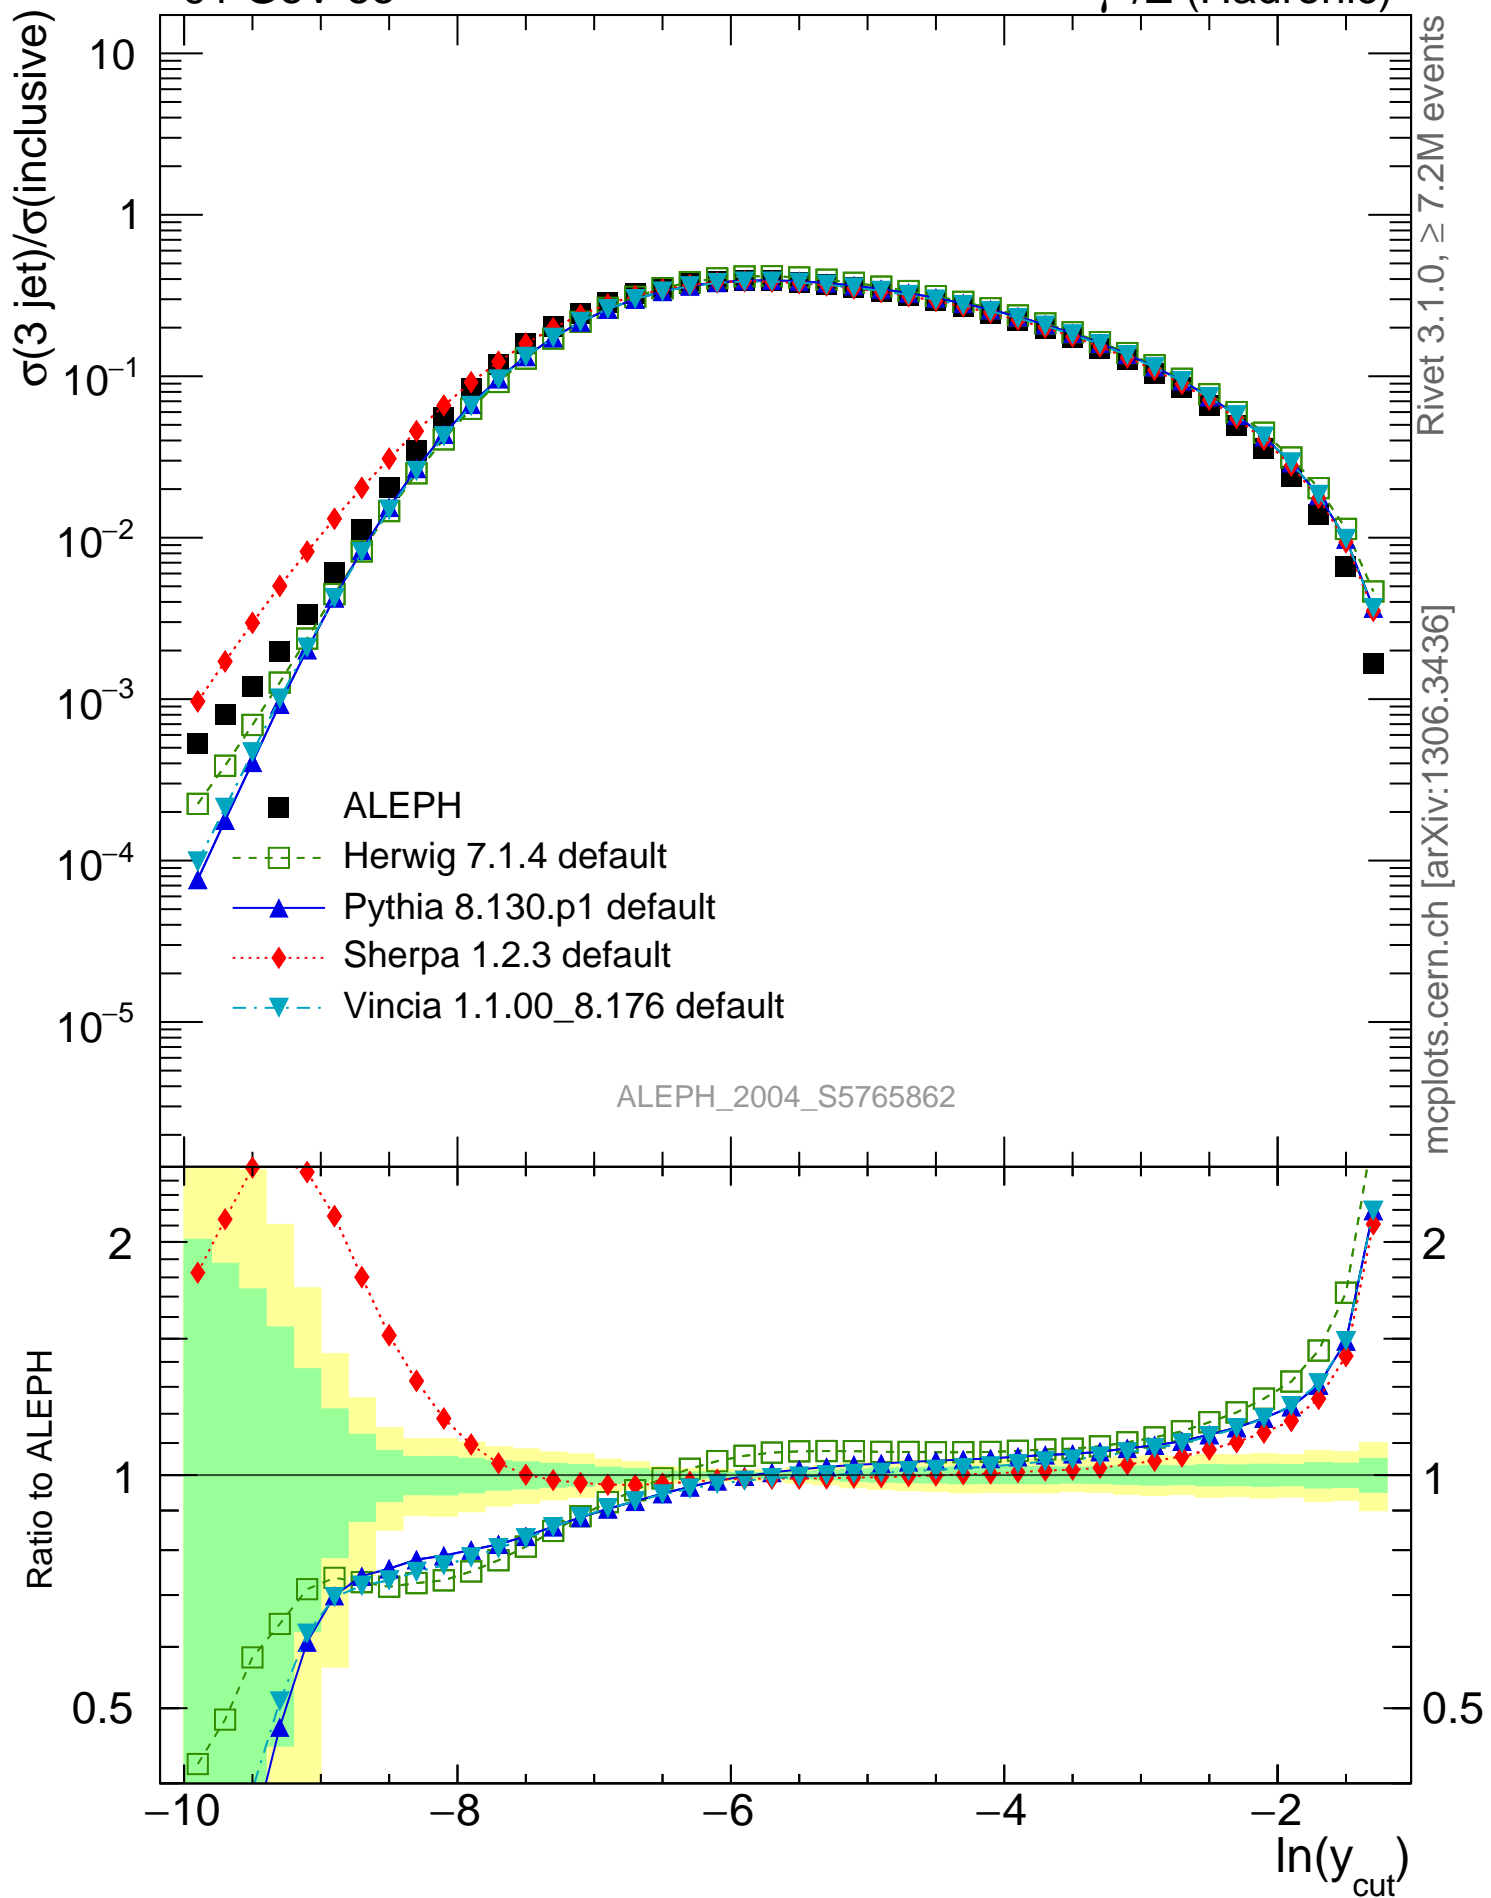 σ(3 jet)/σ(inclusive)
10
1
10⁻¹
10⁻²
10⁻³
10⁻⁴
10⁻⁵
ALEPH
Herwig 7.1.4 default
Pythia 8.130.p1 default
Sherpa 1.2.3 default
Vincia 1.1.00_8.176 default
ALEPH_2004_S5765862
Rivet 3.1.0, ≥ 7.2M events
mcplots.cern.ch [arXiv:1306.3436]
Ratio to ALEPH
2
1
0.5
2
1
0.5
−10
−8
−6
−4
−2
ln(y_cut)